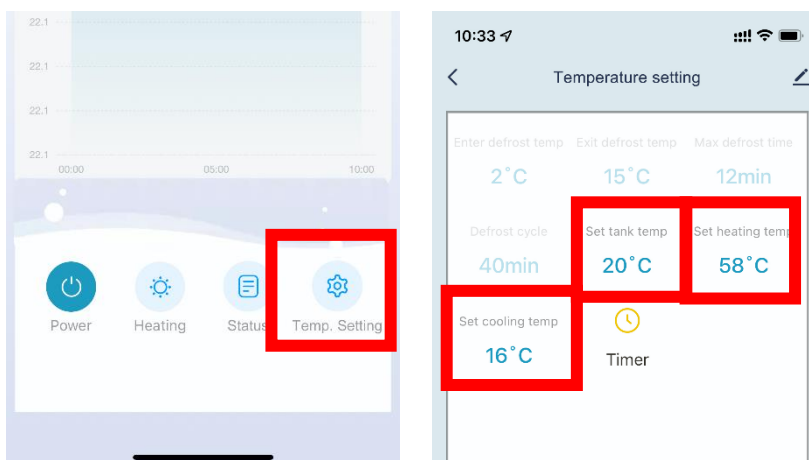 22.1
22.1
22.1
22.1
00:00 05:00 10:00
Power Heating Status Temp. Setting
10:33
Temperature setting
Enter defrost temp Exit defrost temp Max defrost time
2°C 15°C 12min
Defrost cycle Set tank temp Set heating temp
40min 20°C 58°C
Set cooling temp
16°C Timer